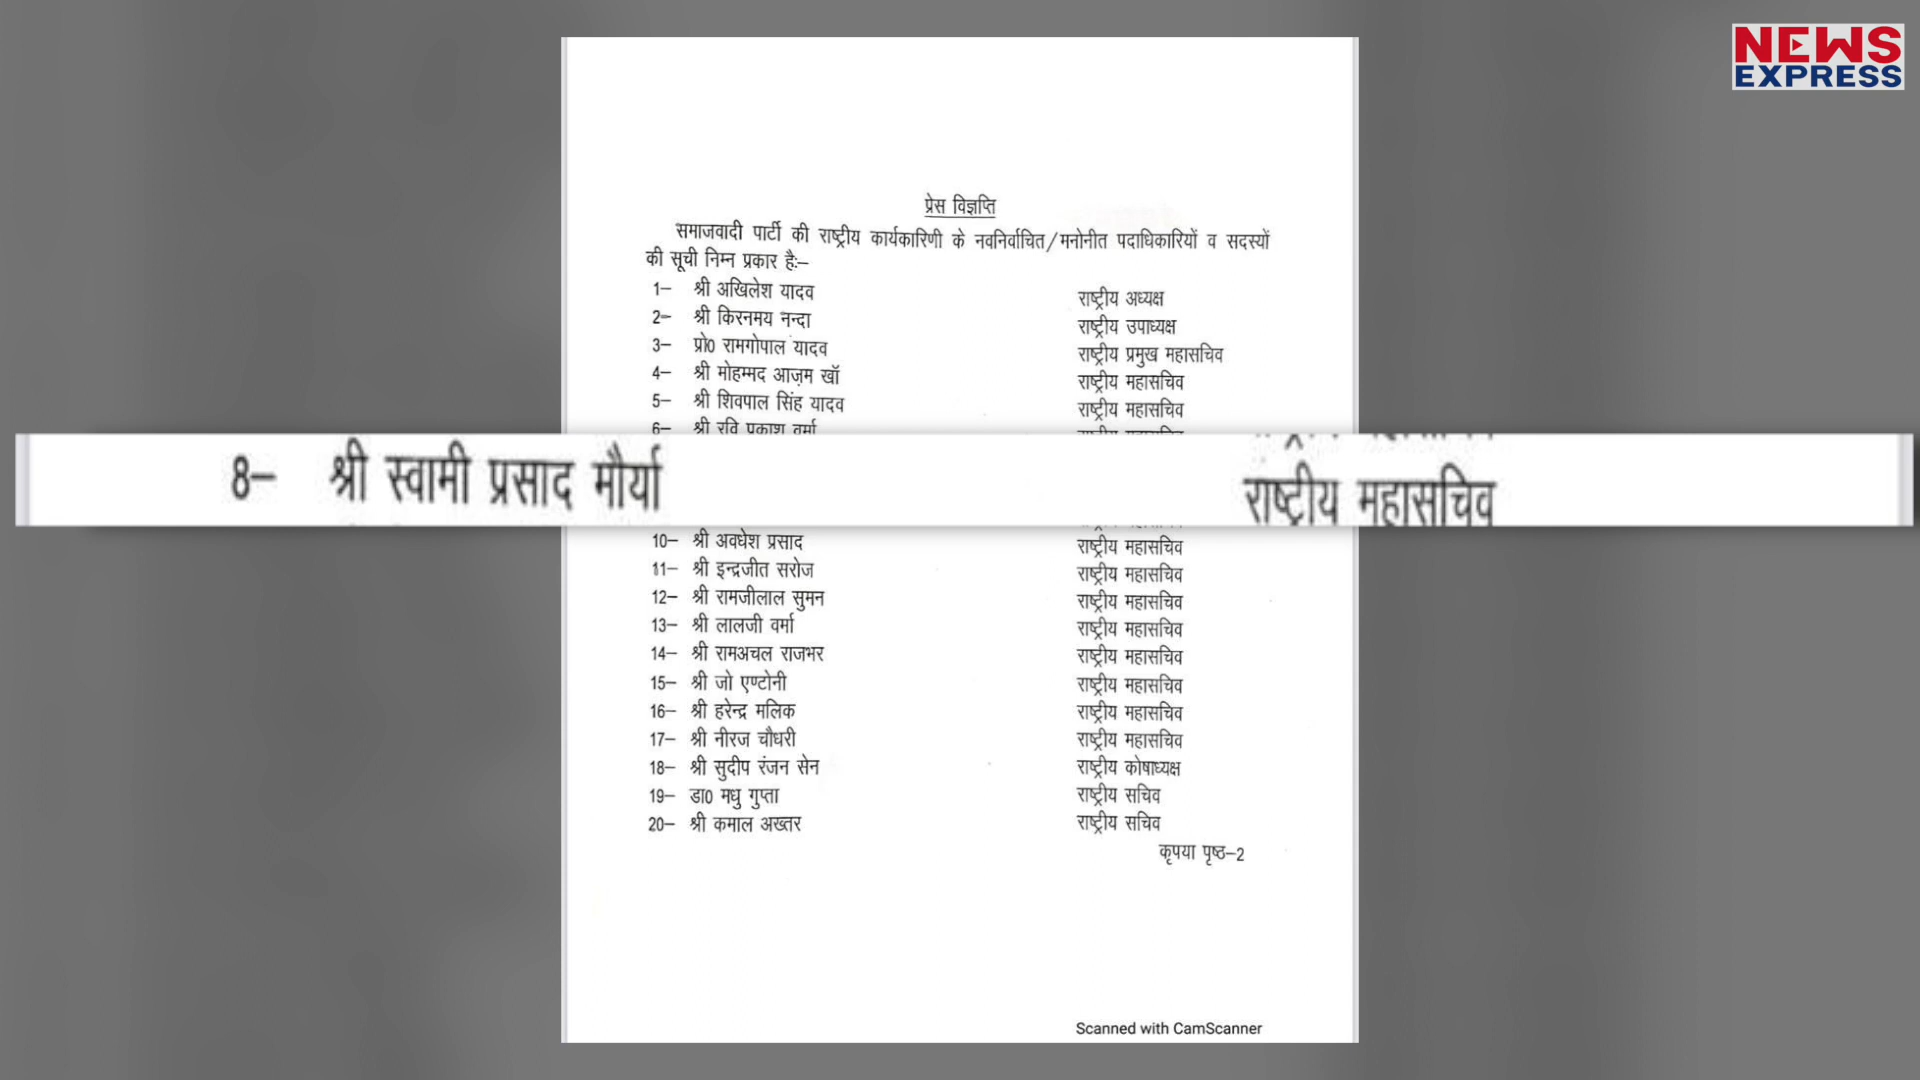 NEWS
EXPRESS
प्रेस विज्ञप्ति
समाजवादी पार्टी की राष्ट्रीय कार्यकारिणी के नवनिर्वाचित/मनोनीत पदाधिकारियों व सदस्यों
की सूची निम्न प्रकार है:–
1– श्री अखिलेश यादव राष्ट्रीय अध्यक्ष
2– श्री किरनमय नन्दा राष्ट्रीय उपाध्यक्ष
3– प्रो0 रामगोपाल यादव राष्ट्रीय प्रमुख महासचिव
4– श्री मोहम्मद आज़म खॉ राष्ट्रीय महासचिव
5– श्री शिवपाल सिंह यादव राष्ट्रीय महासचिव
6– श्री रवि प्रकाश वर्मा
8– श्री स्वामी प्रसाद मौर्या राष्ट्रीय महासचिव
10– श्री अवधेश प्रसाद राष्ट्रीय महासचिव
11– श्री इन्द्रजीत सरोज राष्ट्रीय महासचिव
12– श्री रामजीलाल सुमन राष्ट्रीय महासचिव
13– श्री लालजी वर्मा राष्ट्रीय महासचिव
14– श्री रामअचल राजभर राष्ट्रीय महासचिव
15– श्री जो एण्टोनी राष्ट्रीय महासचिव
16– श्री हरेन्द्र मलिक राष्ट्रीय महासचिव
17– श्री नीरज चौधरी राष्ट्रीय महासचिव
18– श्री सुदीप रंजन सेन राष्ट्रीय कोषाध्यक्ष
19– डा0 मधु गुप्ता राष्ट्रीय सचिव
20– श्री कमाल अख्तर राष्ट्रीय सचिव
कृपया पृष्ठ–2
Scanned with CamScanner